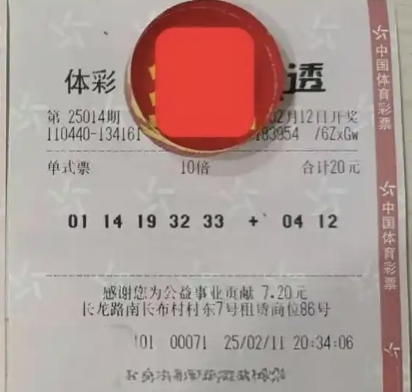 体彩 透
第 25014期 02月12日开奖
110440-134161 183954 /6ZxGw
单式票 10倍 合计20元
01 14 19 32 33 + 04 12
感谢您为公益事业贡献 7.20元
长龙路南长布村村东7号租赁商位86号
101 00071 25/02/11 20:34:06
中国体育彩票
中国体育彩票